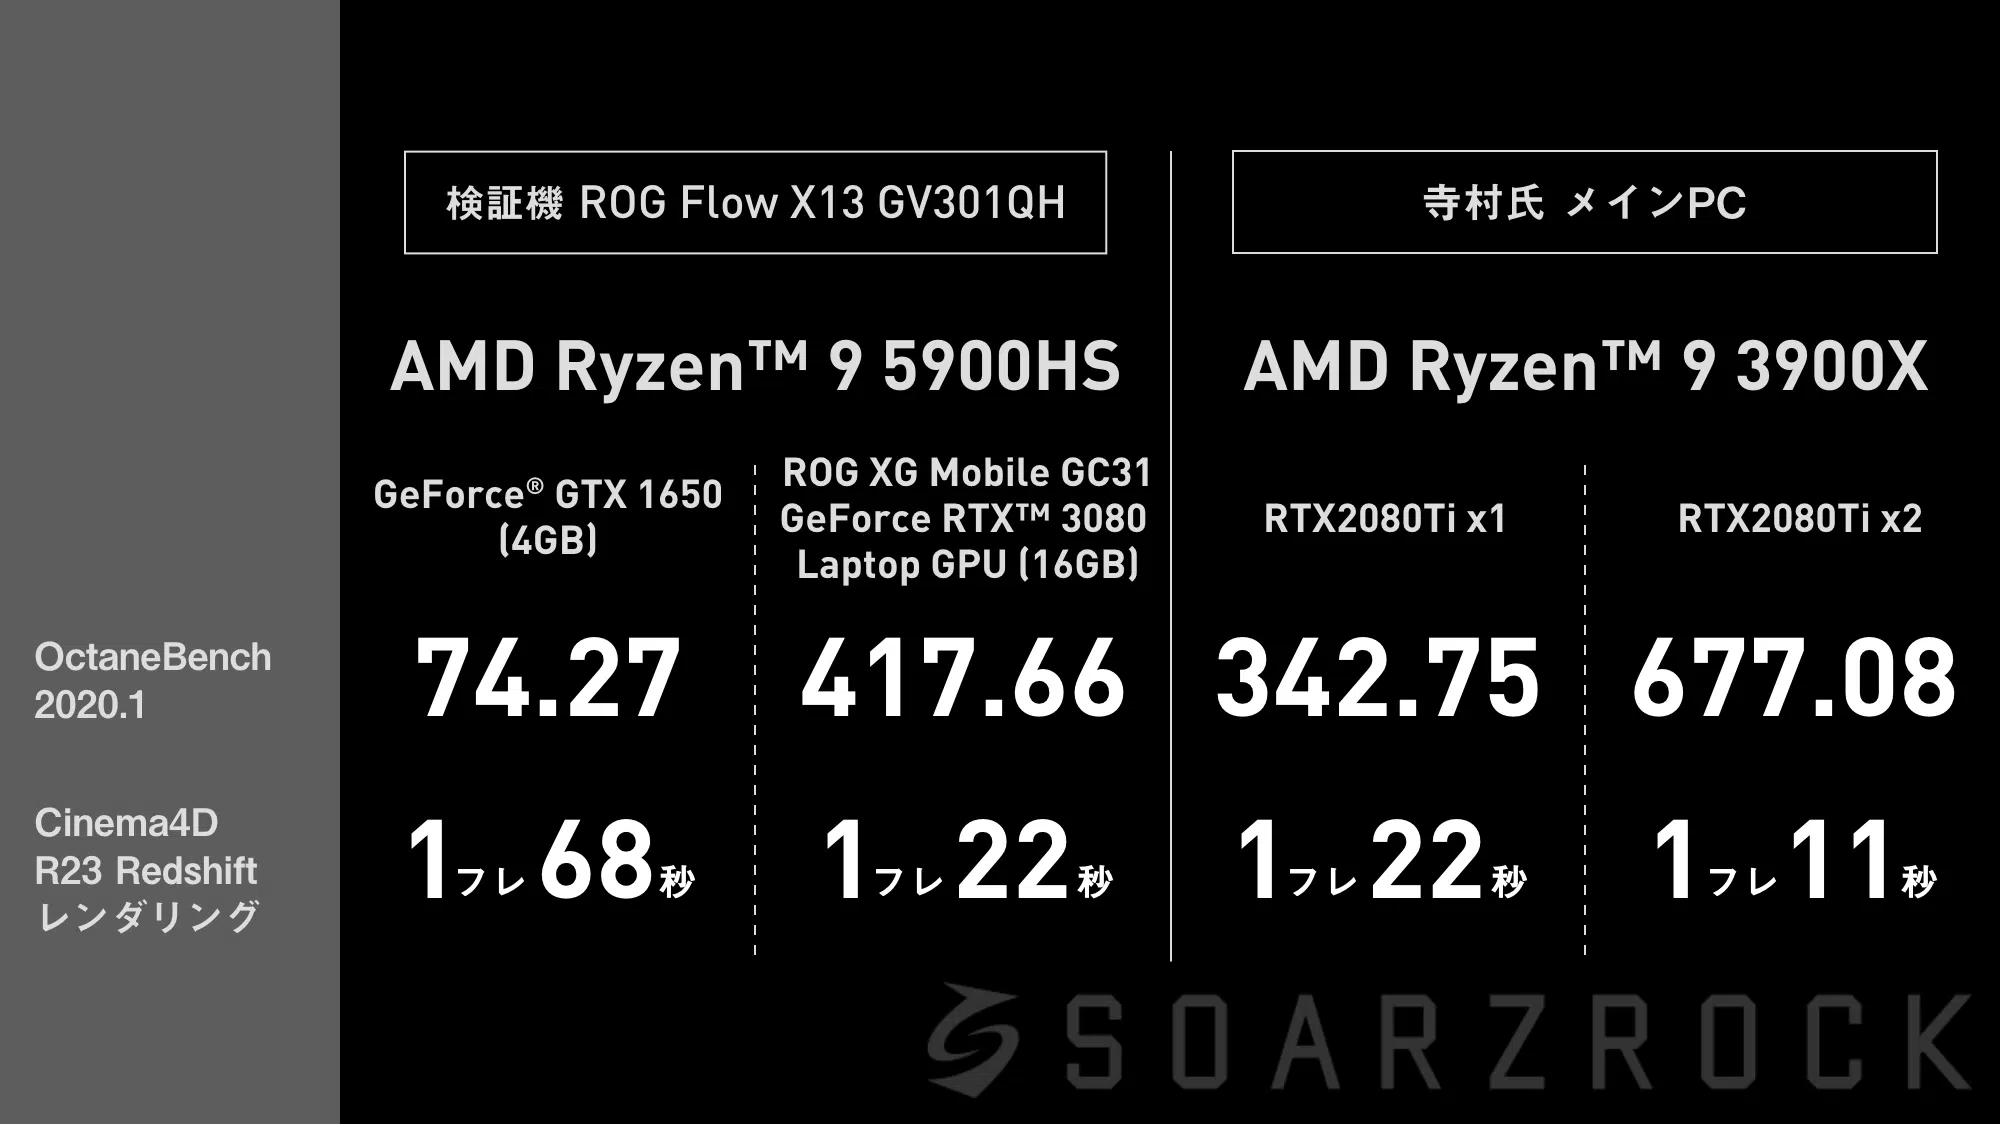 検証機 ROG Flow X13 GV301QH
寺村氏 メインPC
AMD Ryzen™ 9 5900HS
AMD Ryzen™ 9 3900X
GeForce® GTX 1650
(4GB)
ROG XG Mobile GC31
GeForce RTX™ 3080
Laptop GPU (16GB)
RTX2080Ti x1
RTX2080Ti x2
OctaneBench
2020.1
74.27
417.66
342.75
677.08
Cinema4D
R23 Redshift
レンダリング
1フレ68秒
1フレ22秒
1フレ22秒
1フレ11秒
SOARZROCK